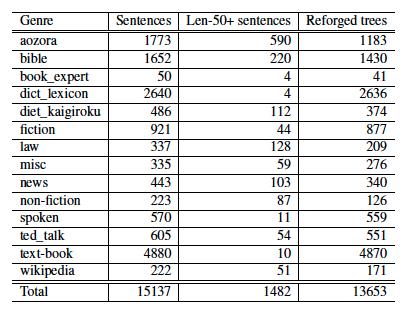 Genre Sentences Len-50+ sentences Reforged trees
aozora 1773 590 1183
bible 1652 220 1430
book_expert 50 4 41
dict_lexicon 2640 4 2636
diet_kaigiroku 486 112 374
fiction 921 44 877
law 337 128 209
misc 335 59 276
news 443 103 340
non-fiction 223 87 126
spoken 570 11 559
ted_talk 605 54 551
text-book 4880 10 4870
wikipedia 222 51 171
Total 15137 1482 13653